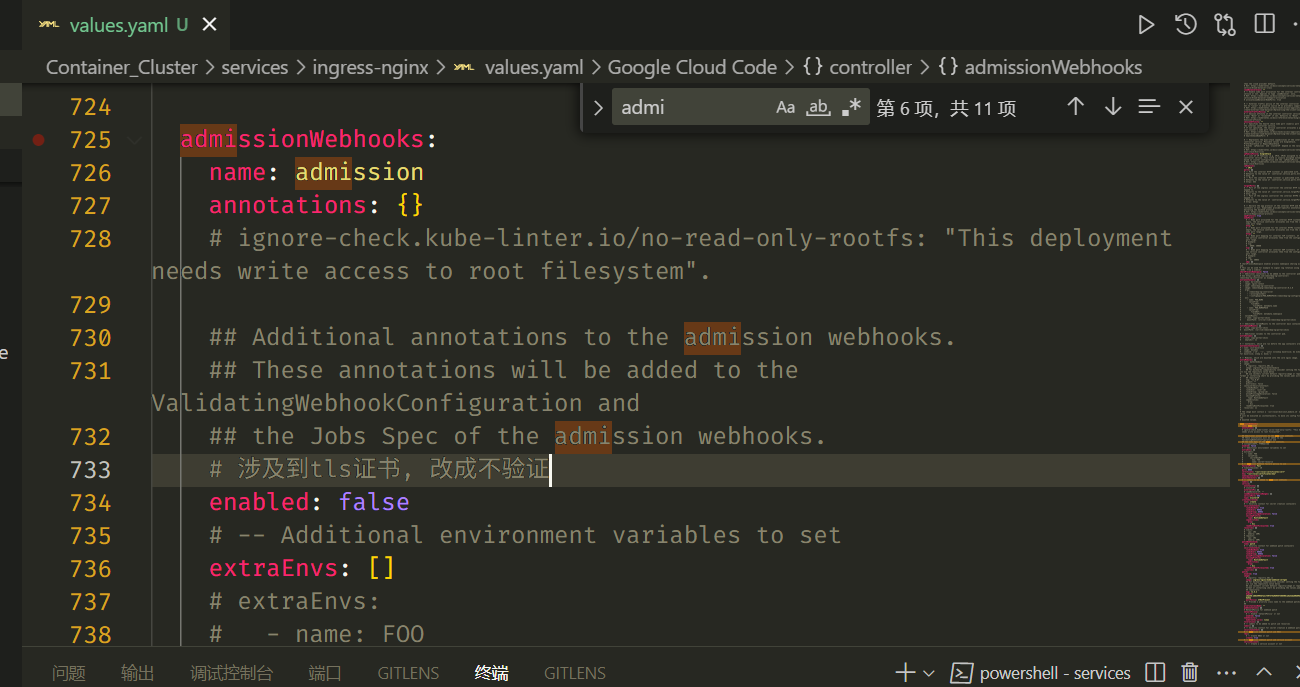 YAML values.yaml U
Container_Cluster > services > ingress-nginx > YAML values.yaml > Google Cloud Code > {} controller > {} admissionWebhooks
admi Aa ab .* 第 6 项，共 11 项
724
725 admissionWebhooks:
726 name: admission
727 annotations: {}
728 # ignore-check.kube-linter.io/no-read-only-rootfs: "This deployment
needs write access to root filesystem".
729
730 ## Additional annotations to the admission webhooks.
731 ## These annotations will be added to the
ValidatingWebhookConfiguration and
732 ## the Jobs Spec of the admission webhooks.
733 # 涉及到tls证书, 改成不验证
734 enabled: false
735 # -- Additional environment variables to set
736 extraEnvs: []
737 # extraEnvs:
738 #   - name: FOO
e
问题 输出 调试控制台 端口 GITLENS 终端 GITLENS powershell - services